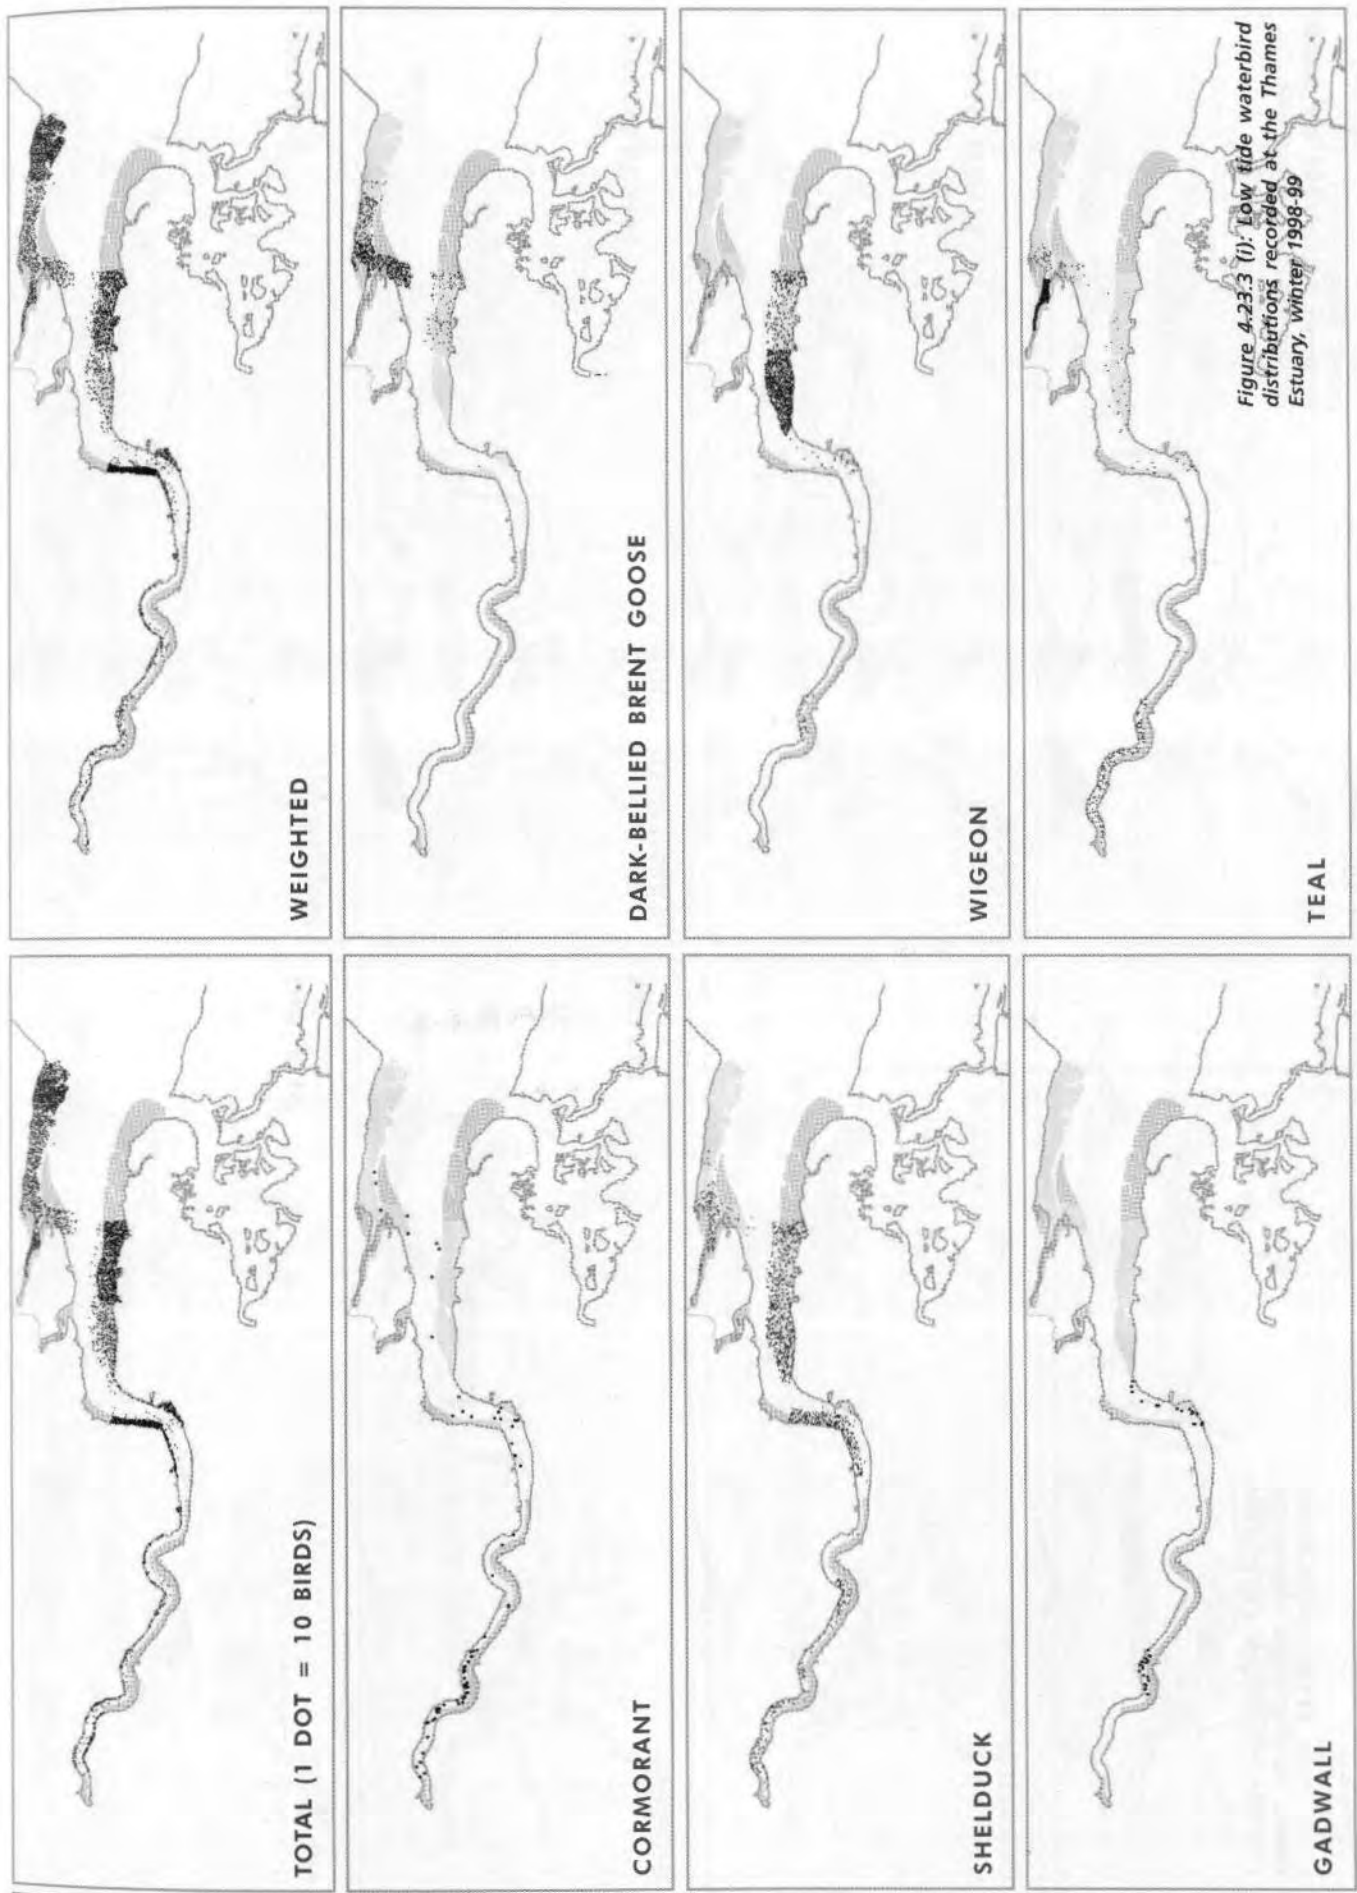 TOTAL (1 DOT = 10 BIRDS)
WEIGHTED
CORMORANT
DARK-BELLIED BRENT GOOSE
SHELDUCK
WIGEON
GADWALL
TEAL
Figure 4.23.3 (i): Low tide waterbird
distributions recorded at the Thames
Estuary, Winter 1998-99